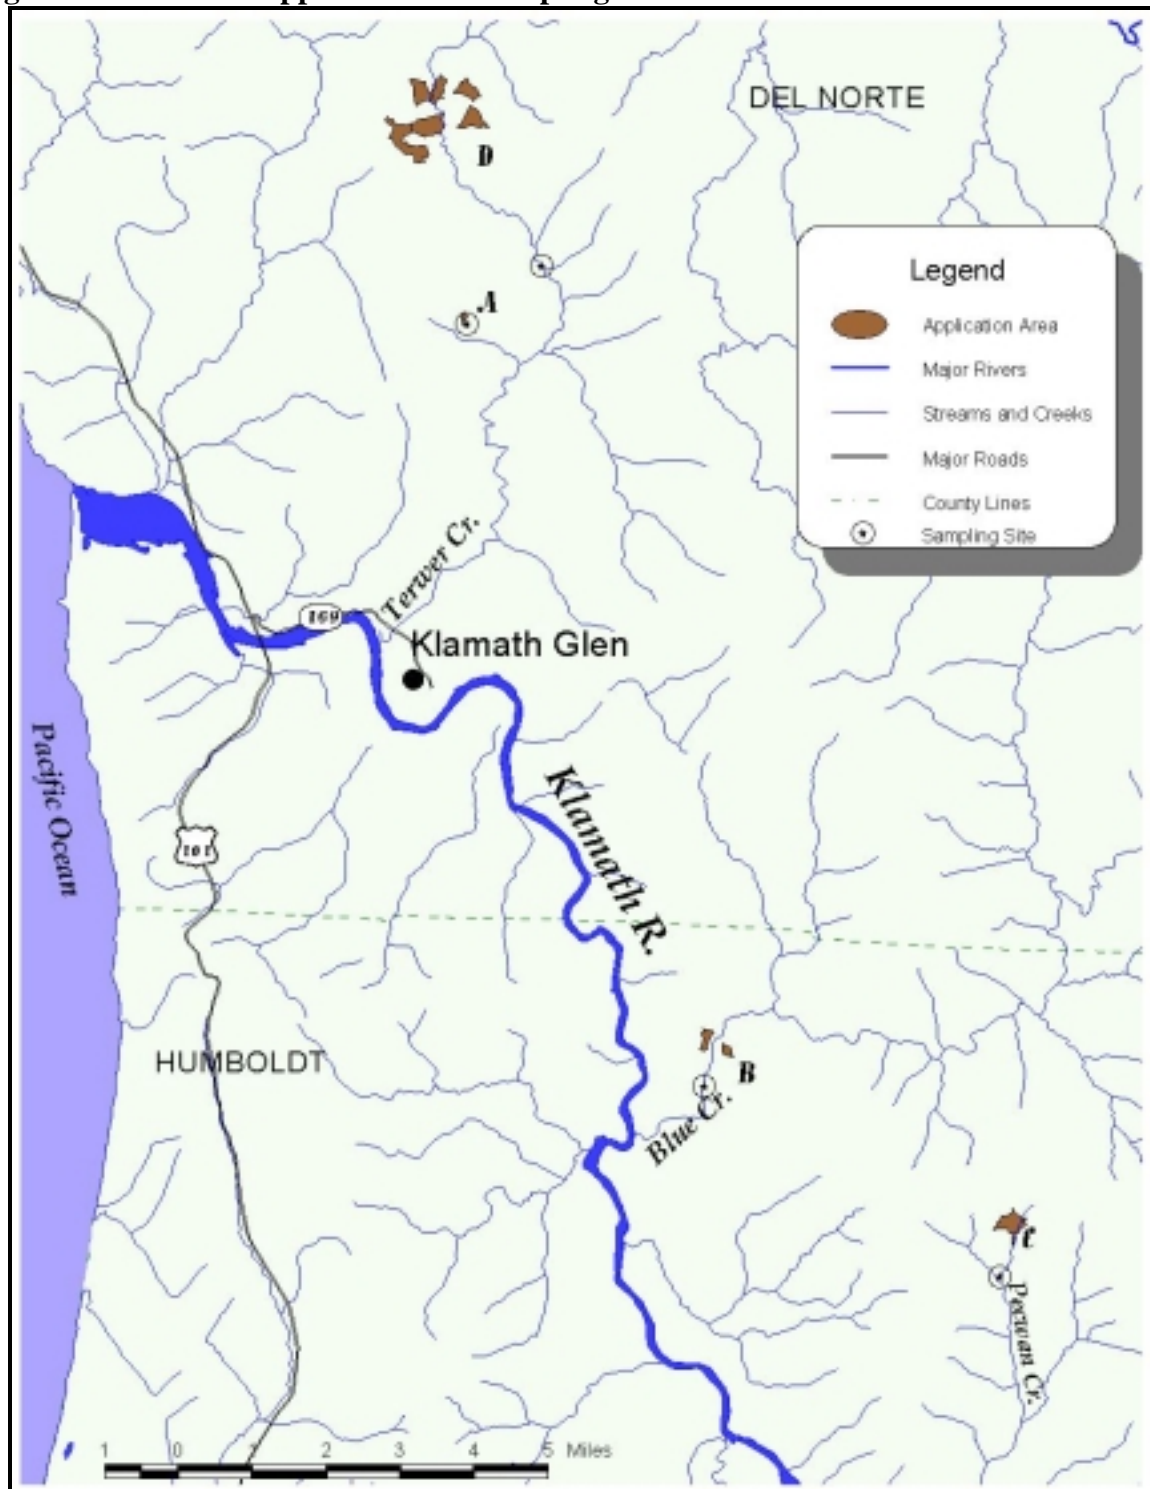 DEL NORTE
D
A
Legend
Application Area
Major Rivers
Streams and Creeks
Major Roads
County Lines
Sampling Site
Terwer Cr.
169
Klamath Glen
Pacific Ocean
Klamath R.
101
HUMBOLDT
B
Blue Cr.
C
Pecwan Cr.
1 0 1 2 3 4 5 Miles